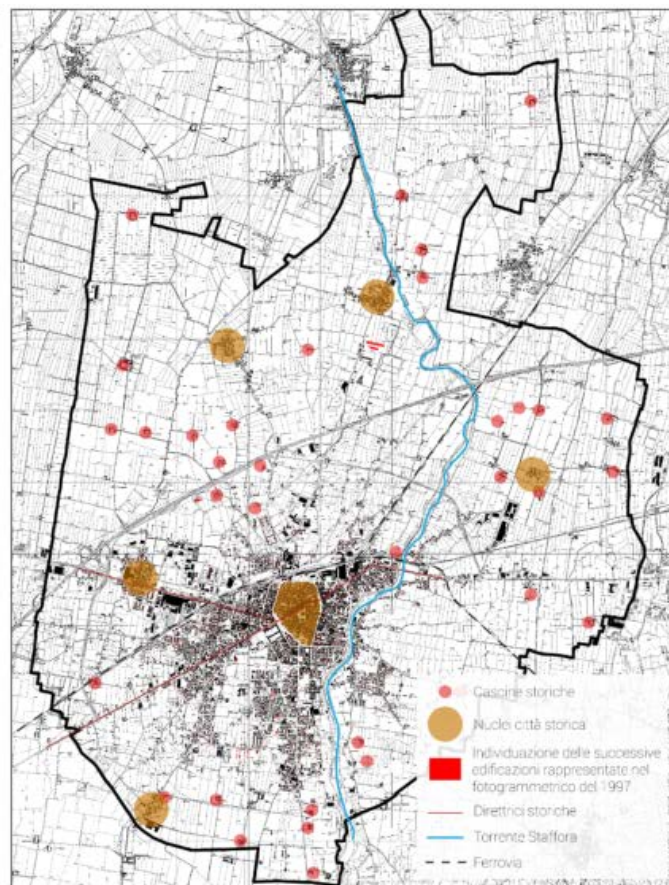 Cascine storiche
Nuclei città storica
Individuazione delle successive
edificazioni rappresentate nel
fotogrammetrico del 1997
Direttrici storiche
Torrente Staffora
Ferrovia